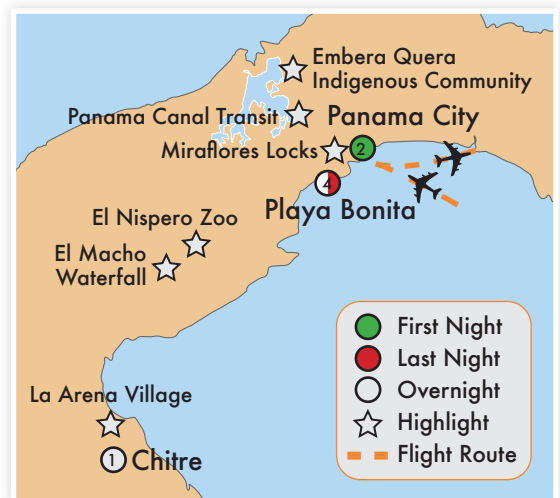 Embera Quera
Indigenous Community
Panama Canal Transit
Panama City
Miraflores Locks
2
4
Playa Bonita
El Nispero Zoo
El Macho
Waterfall
La Arena Village
1
Chitre
First Night
Last Night
Overnight
Highlight
Flight Route